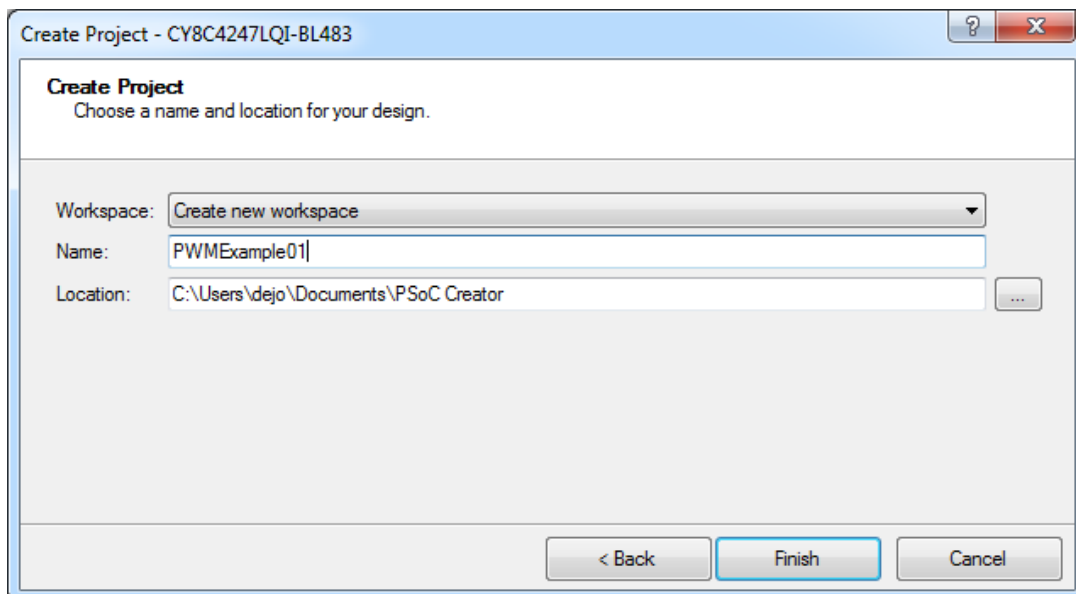 Create Project - CY8C4247LQI-BL483
Create Project
Choose a name and location for your design.
Workspace: Create new workspace
Name: PWMExample01
Location: C:\Users\dejo\Documents\PSoC Creator ...
< Back Finish Cancel